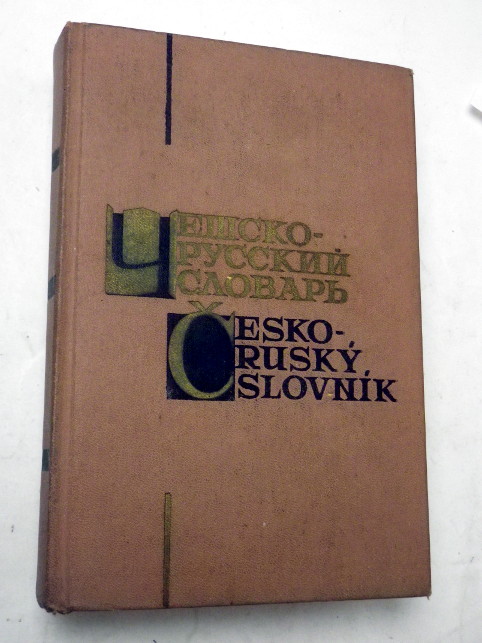 Чешско-
русский
словарь
Česko-
ruský
slovník